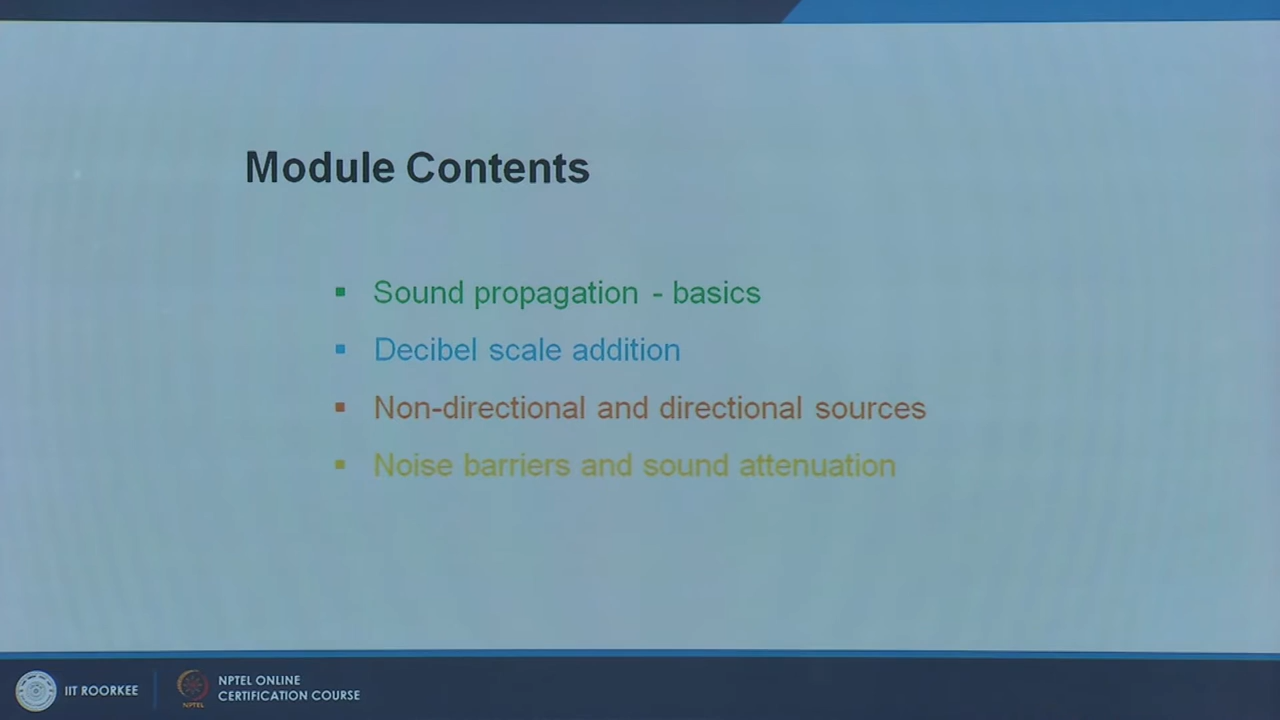 Module Contents
▪ Sound propagation - basics
▪ Decibel scale addition
▪ Non-directional and directional sources
▪ Noise barriers and sound attenuation
IIT ROORKEE
NPTEL
NPTEL ONLINE
CERTIFICATION COURSE